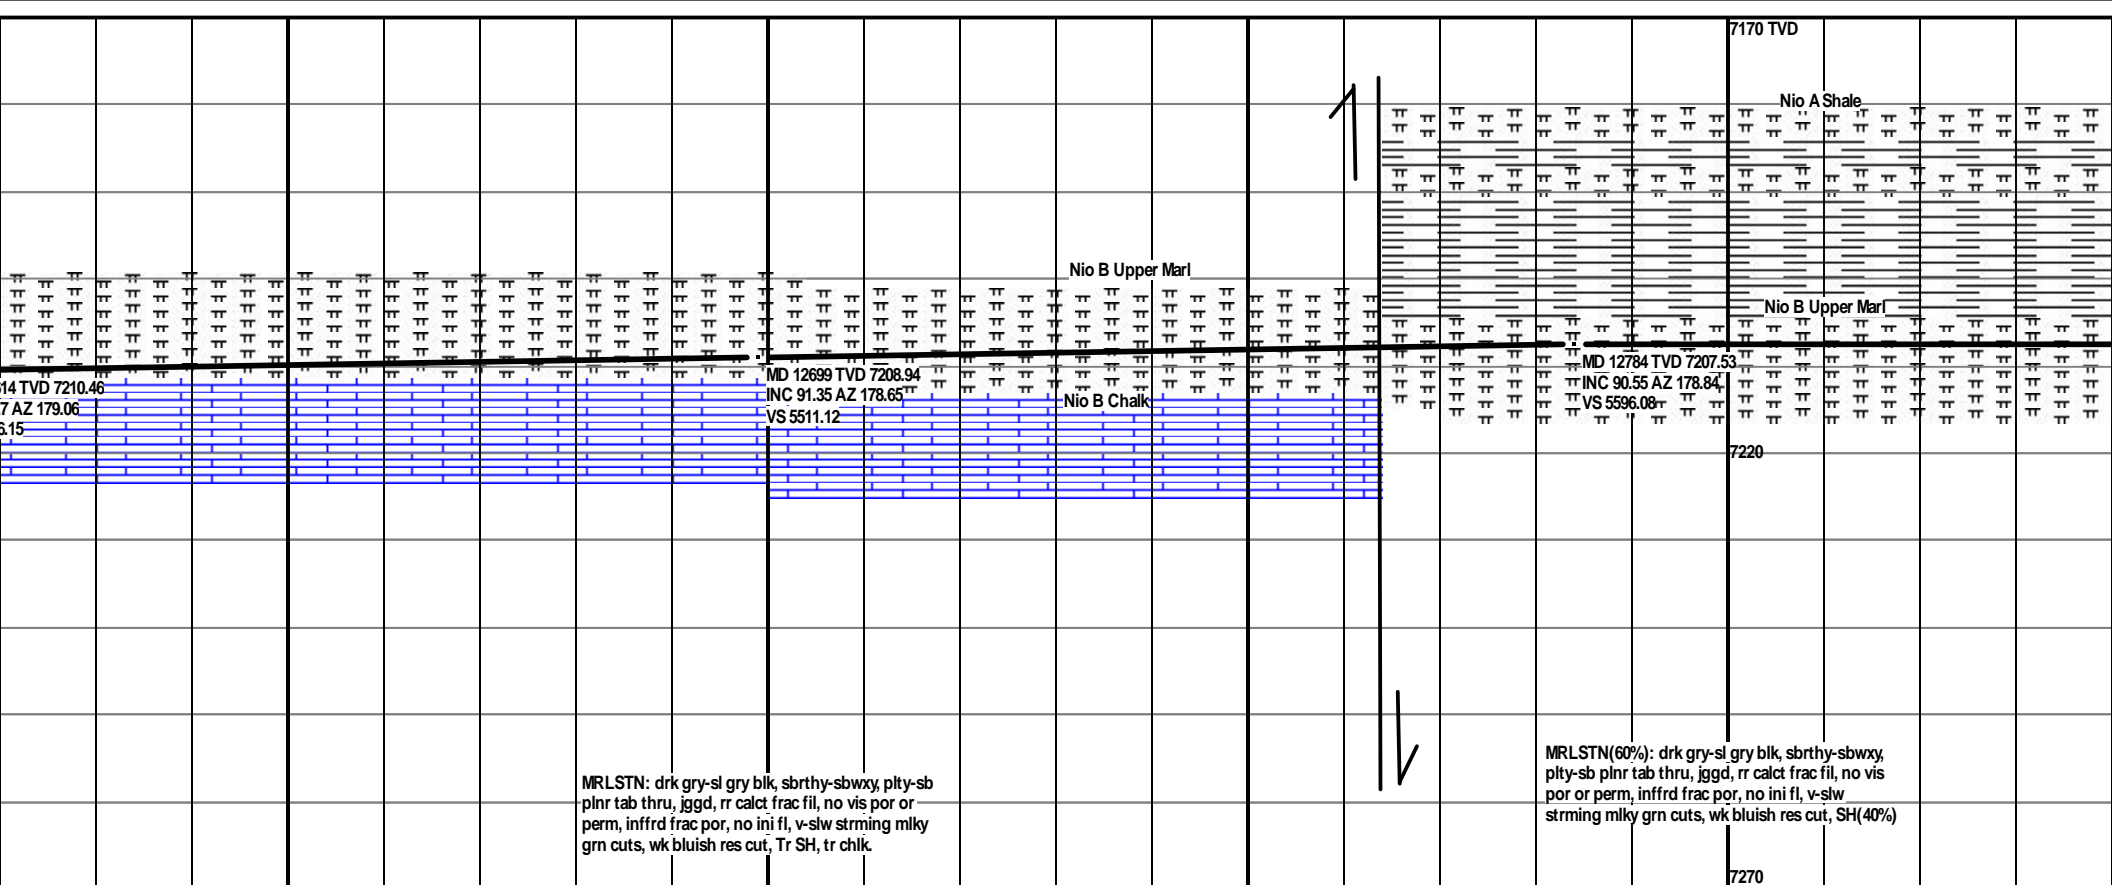 7170 TVD
Nio A Shale
Nio B Upper Marl
Nio B Upper Marl
MD 12784 TVD 7207.53
INC 90.55 AZ 178.84
VS 5596.08
14 TVD 7210.46
7 AZ 179.06
6.15
MD 12699 TVD 7208.94
INC 91.35 AZ 178.65
VS 5511.12
Nio B Chalk
7220
MRLSTN: drk gry-sl gry blk, sbrthy-sbwxy, plty-sb
plnr tab thru, jggd, rr calct frac fil, no vis por or
perm, inffrd frac por, no ini fl, v-slw strming mlky
grn cuts, wk bluish res cut, Tr SH, tr chlk.
MRLSTN(60%): drk gry-sl gry blk, sbrthy-sbwxy,
plty-sb plnr tab thru, jggd, rr calct frac fil, no vis
por or perm, inffrd frac por, no ini fl, v-slw
strming mlky grn cuts, wk bluish res cut, SH(40%)
7270